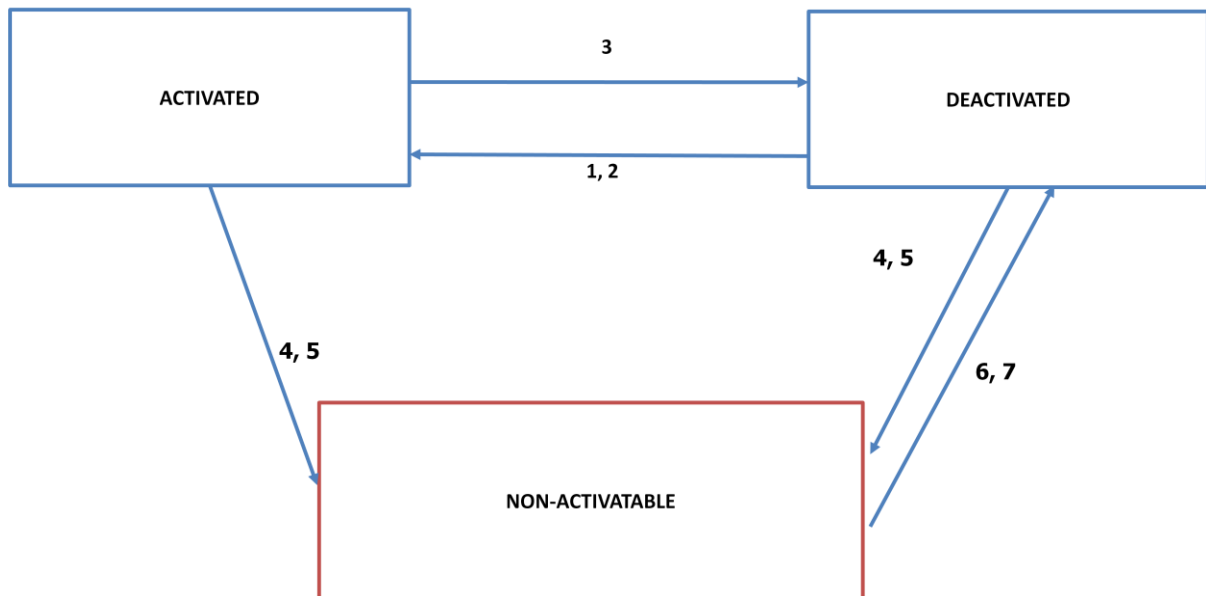 3
ACTIVATED
DEACTIVATED
1, 2
4, 5
4, 5
6, 7
NON-ACTIVATABLE